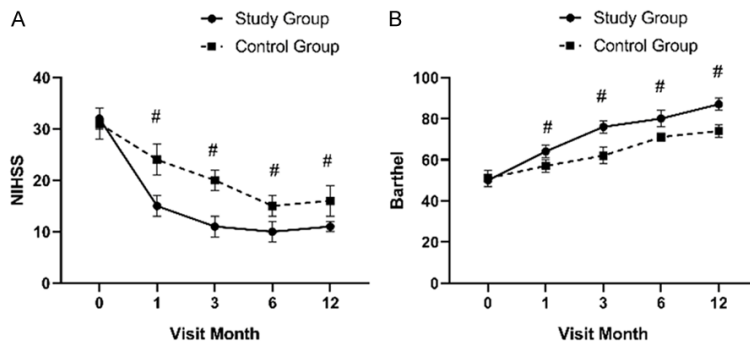 A
Study Group
Control Group
NIHSS
40
30
20
10
0
# # # #
0 1 3 6 12
Visit Month
B
Study Group
Control Group
Barthel
100
80
60
40
20
0
# # # #
0 1 3 6 12
Visit Month